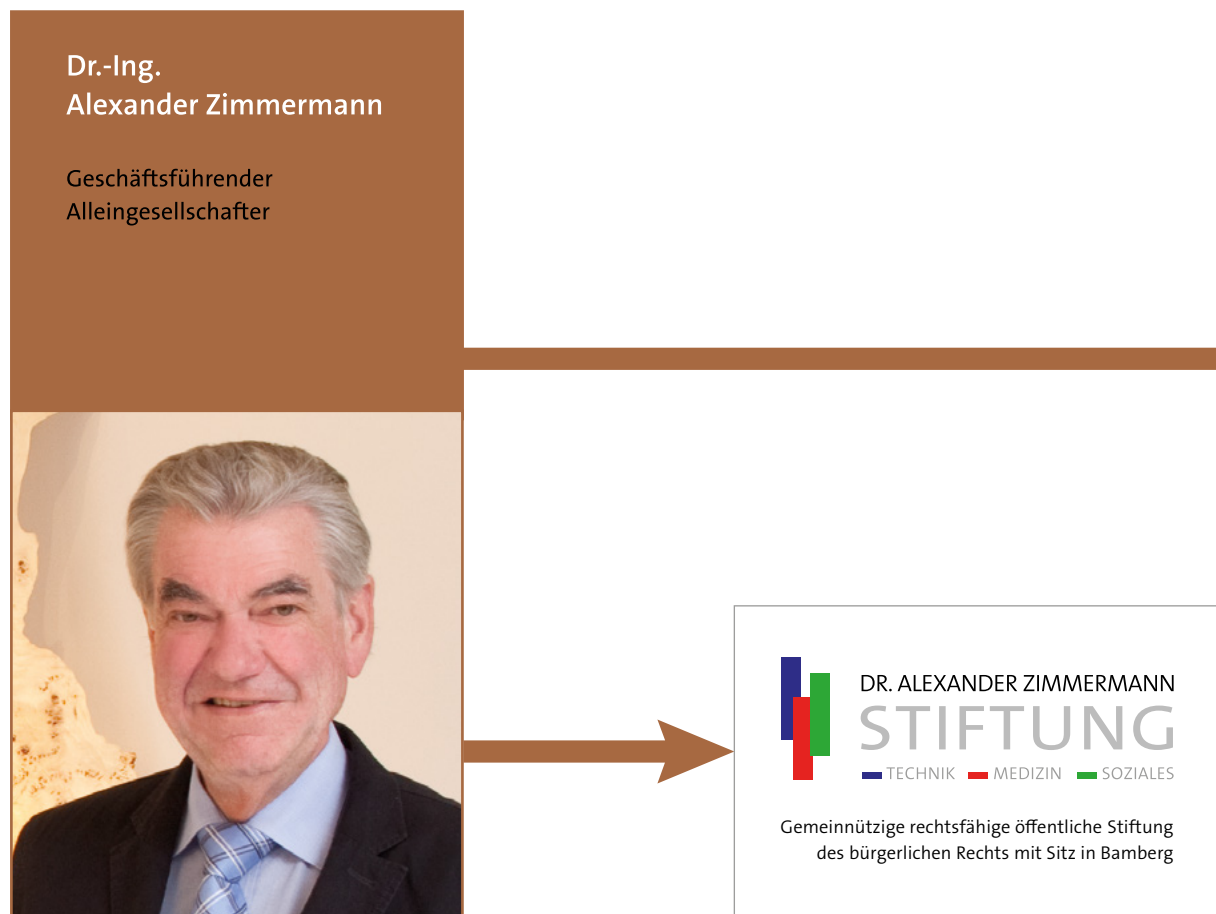 Dr.-Ing.
Alexander Zimmermann
Geschäftsführender
Alleingesellschafter
DR. ALEXANDER ZIMMERMANN
STIFTUNG
TECHNIK MEDIZIN SOZIALES
Gemeinnützige rechtsfähige öffentliche Stiftung
des bürgerlichen Rechts mit Sitz in Bamberg